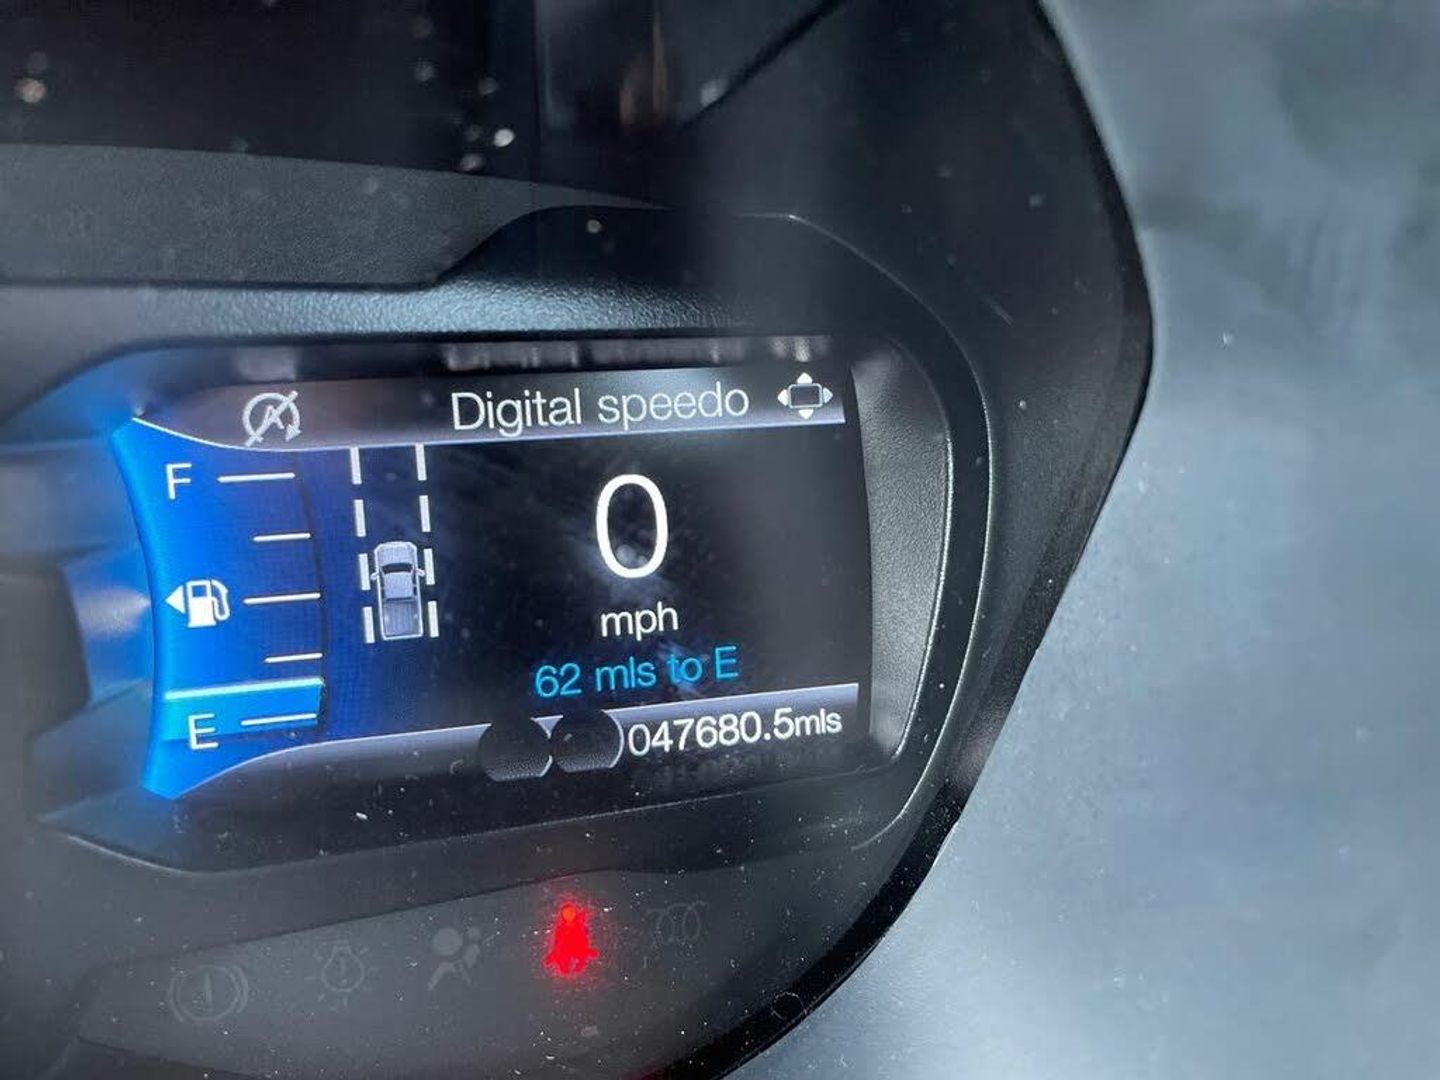 Digital speedo
F
0
mph
62 mls to E
E
047680.5mls